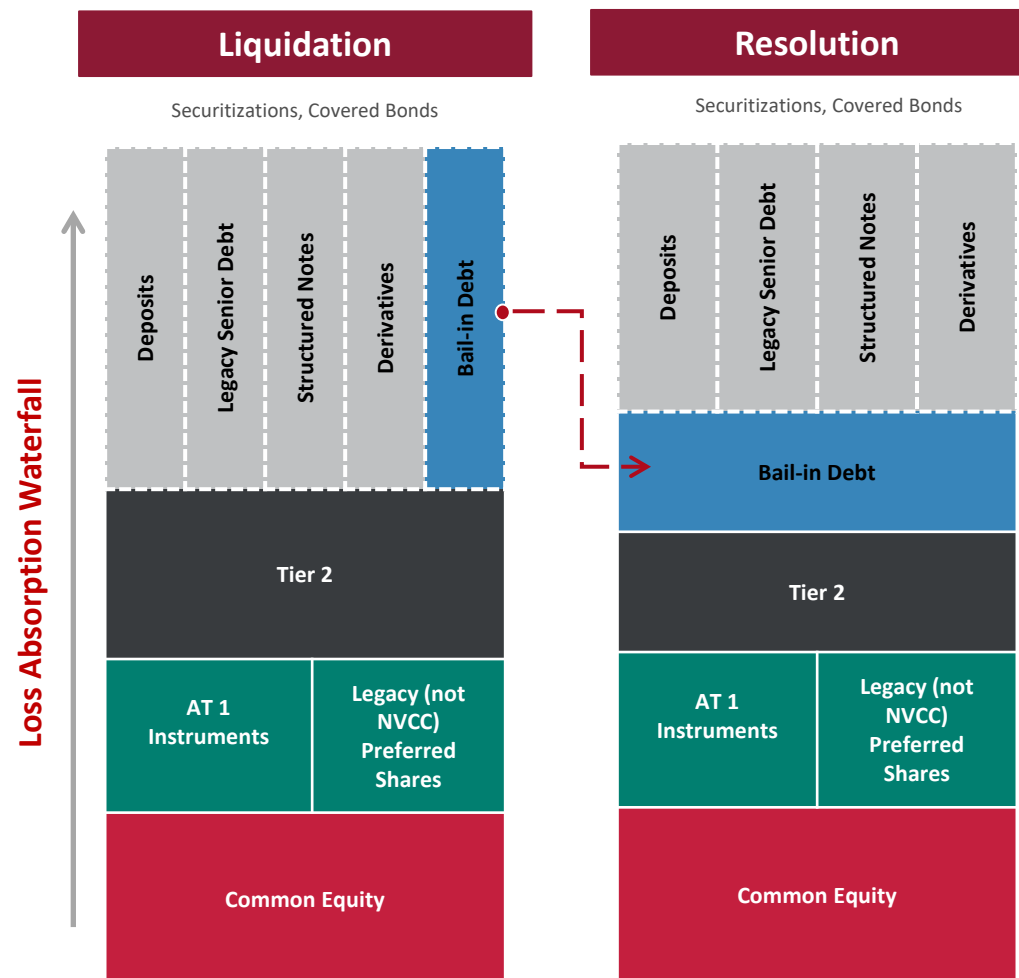 Liquidation
Resolution
Securitizations, Covered Bonds
Securitizations, Covered Bonds
Loss Absorption Waterfall
Deposits
Legacy Senior Debt
Structured Notes
Derivatives
Bail-in Debt
Deposits
Legacy Senior Debt
Structured Notes
Derivatives
Bail-in Debt
Tier 2
Tier 2
AT 1
Instruments
Legacy (not
NVCC)
Preferred
Shares
AT 1
Instruments
Legacy (not
NVCC)
Preferred
Shares
Common Equity
Common Equity